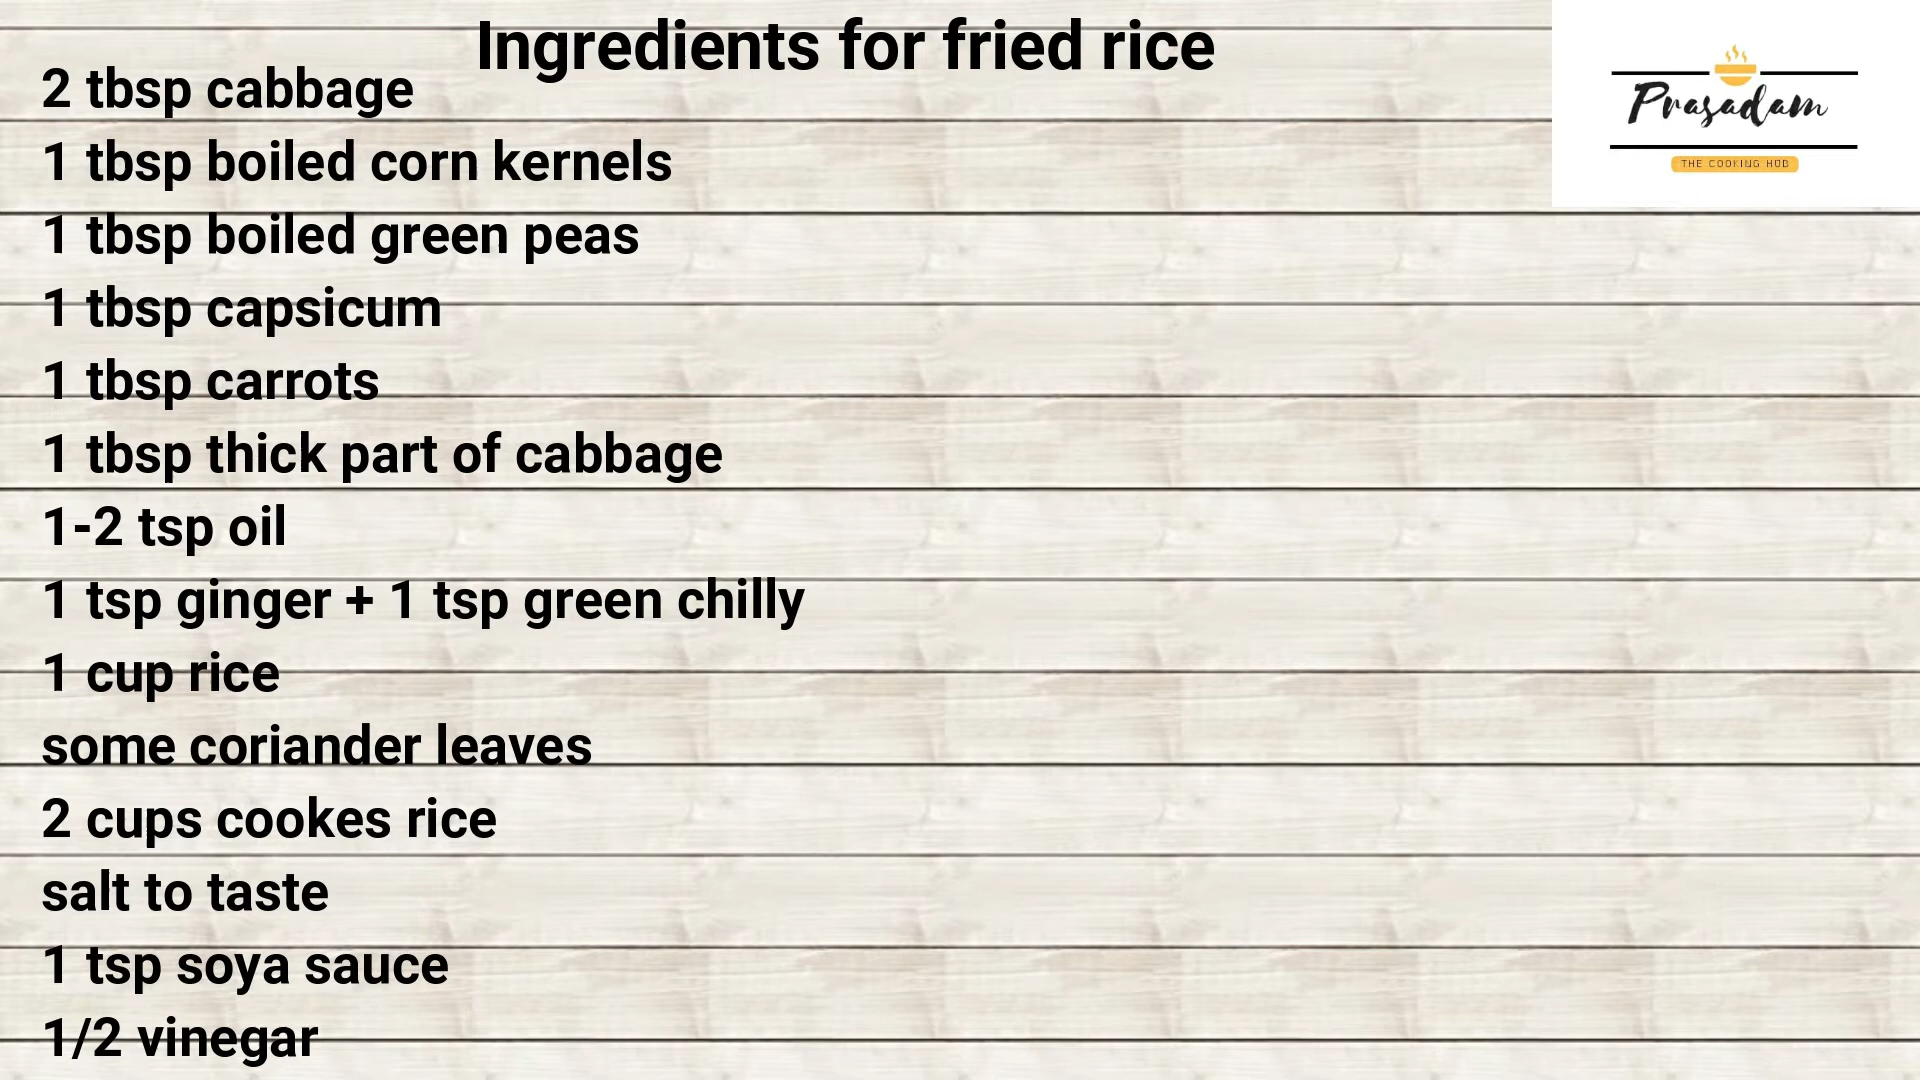 Ingredients for fried rice
2 tbsp cabbage
1 tbsp boiled corn kernels
1 tbsp boiled green peas
1 tbsp capsicum
1 tbsp carrots
1 tbsp thick part of cabbage
1-2 tsp oil
1 tsp ginger + 1 tsp green chilly
1 cup rice
some coriander leaves
2 cups cookes rice
salt to taste
1 tsp soya sauce
1/2 vinegar
Prasadam
THE COOKING HUB